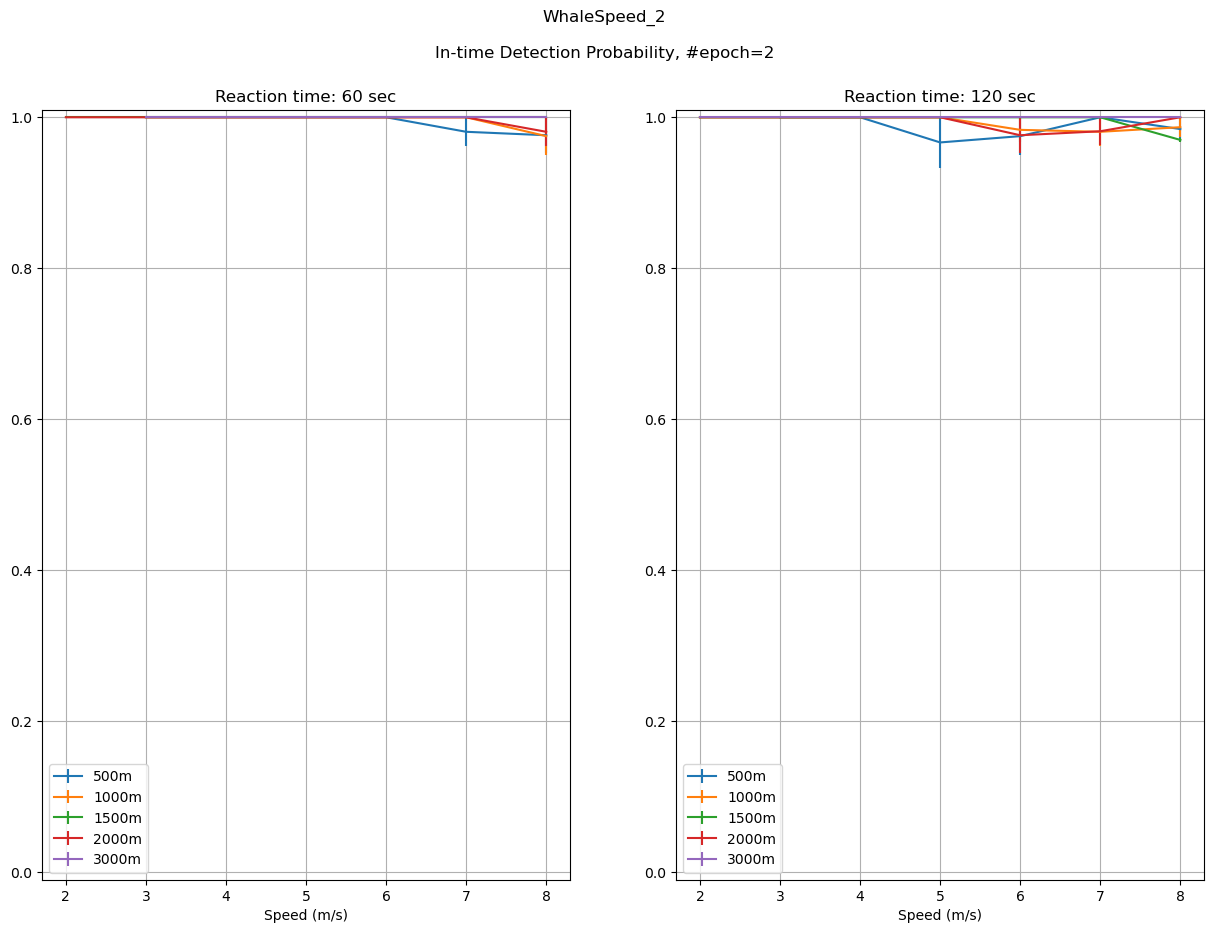 WhaleSpeed_2
In-time Detection Probability, #epoch=2
Reaction time: 60 sec
1.0
0.8
0.6
0.4
0.2
0.0
500m
1000m
1500m
2000m
3000m
2 3 4 5 6 7 8
Speed (m/s)
Reaction time: 120 sec
1.0
0.8
0.6
0.4
0.2
0.0
500m
1000m
1500m
2000m
3000m
2 3 4 5 6 7 8
Speed (m/s)